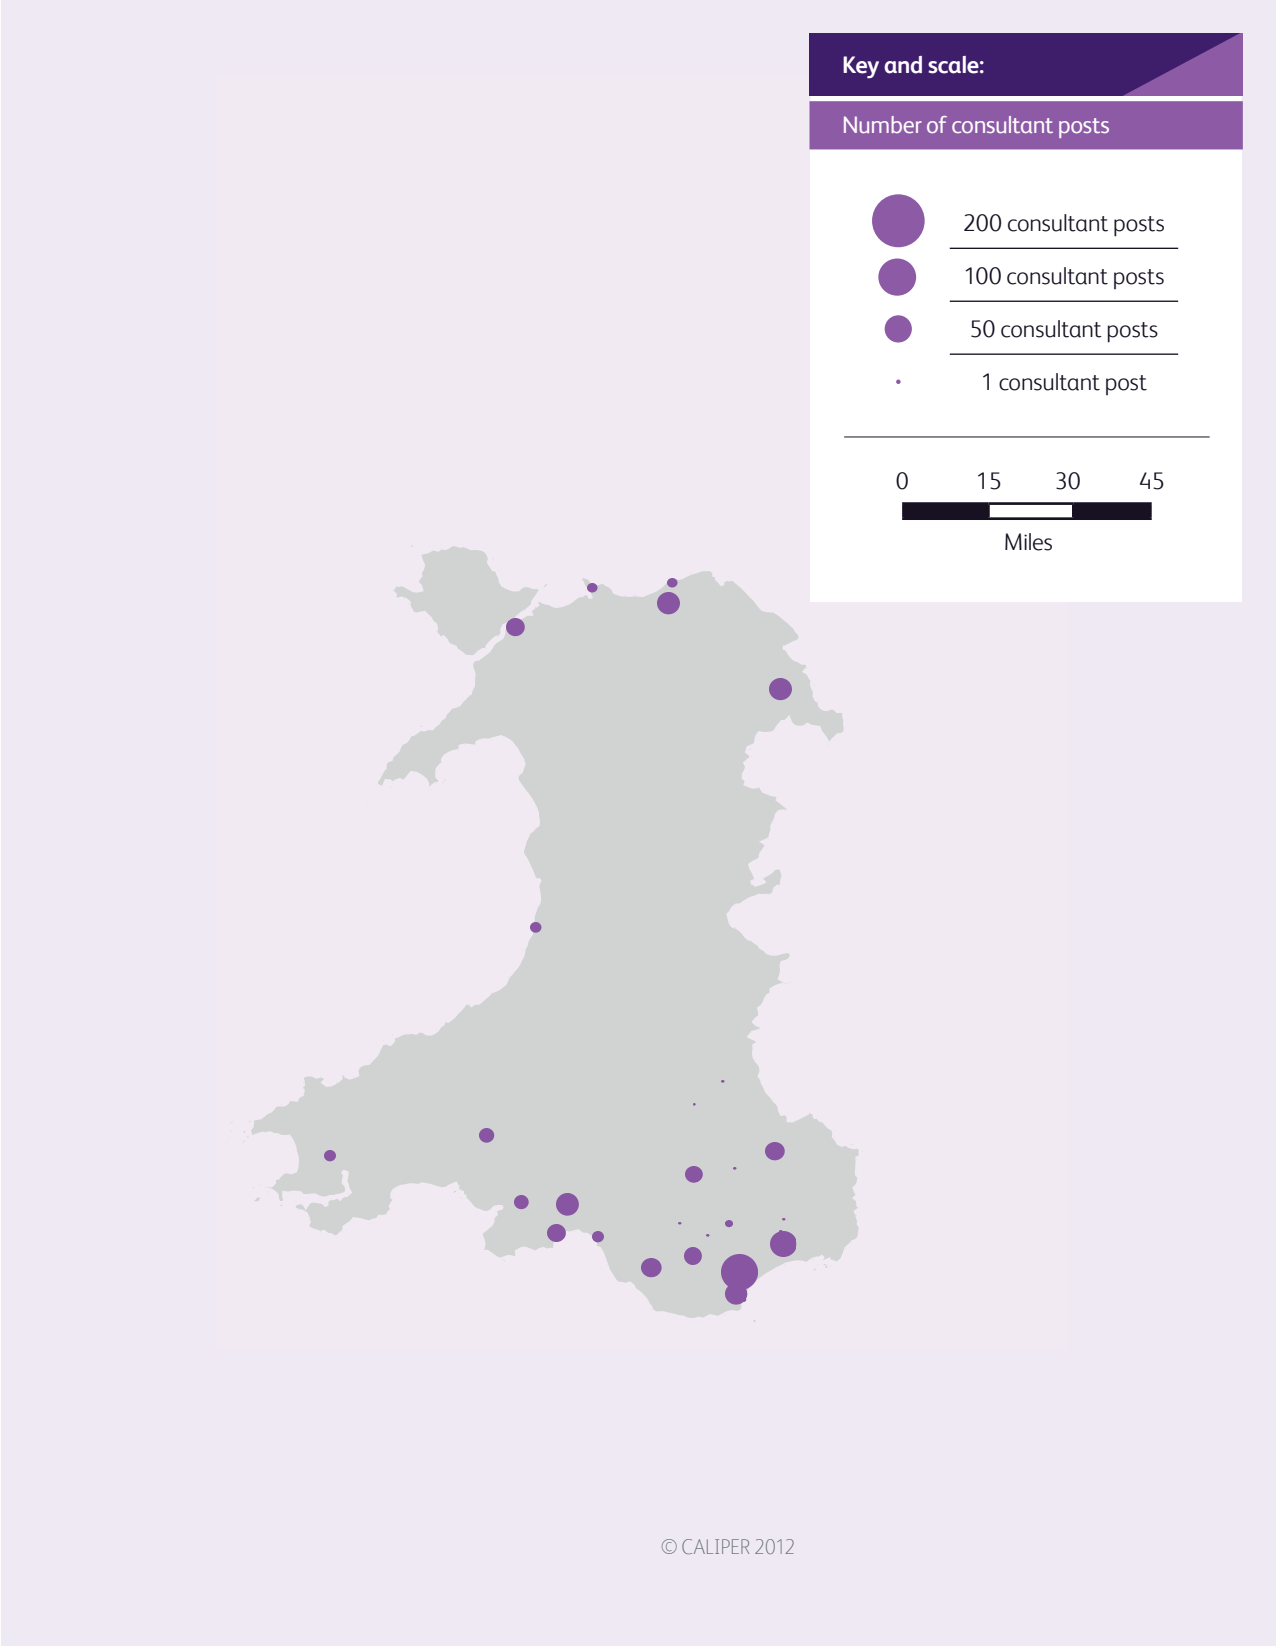 Key and scale:
Number of consultant posts
200 consultant posts
100 consultant posts
50 consultant posts
1 consultant post
0 15 30 45
Miles
© CALIPER 2012